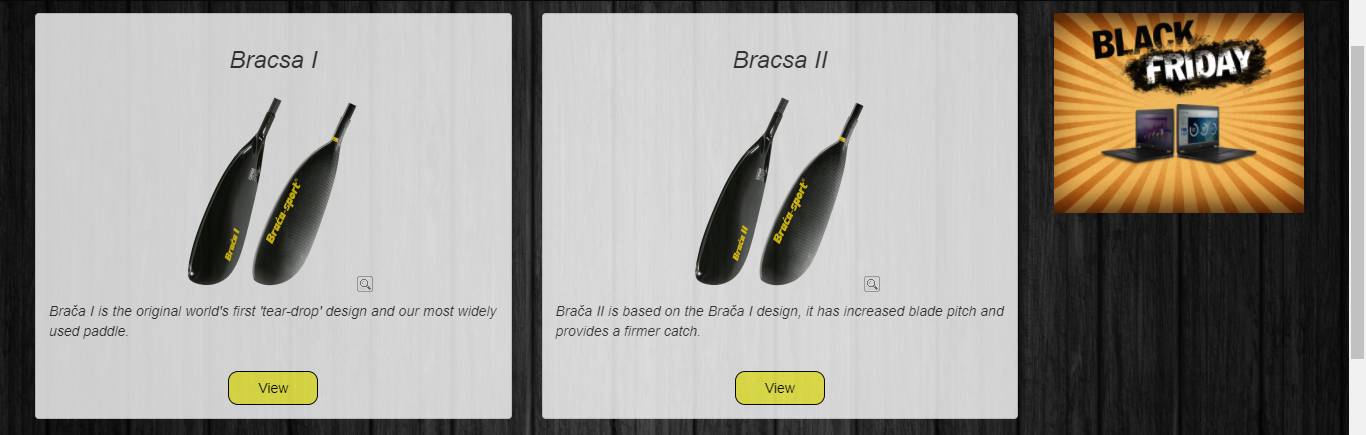 Bracsa I
Brača I
Brača-sport
Brača I is the original world's first 'tear-drop' design and our most widely
used paddle.
View
Bracsa II
Brača II
Brača-sport
Brača II is based on the Brača I design, it has increased blade pitch and
provides a firmer catch.
View
BLACK
FRIDAY